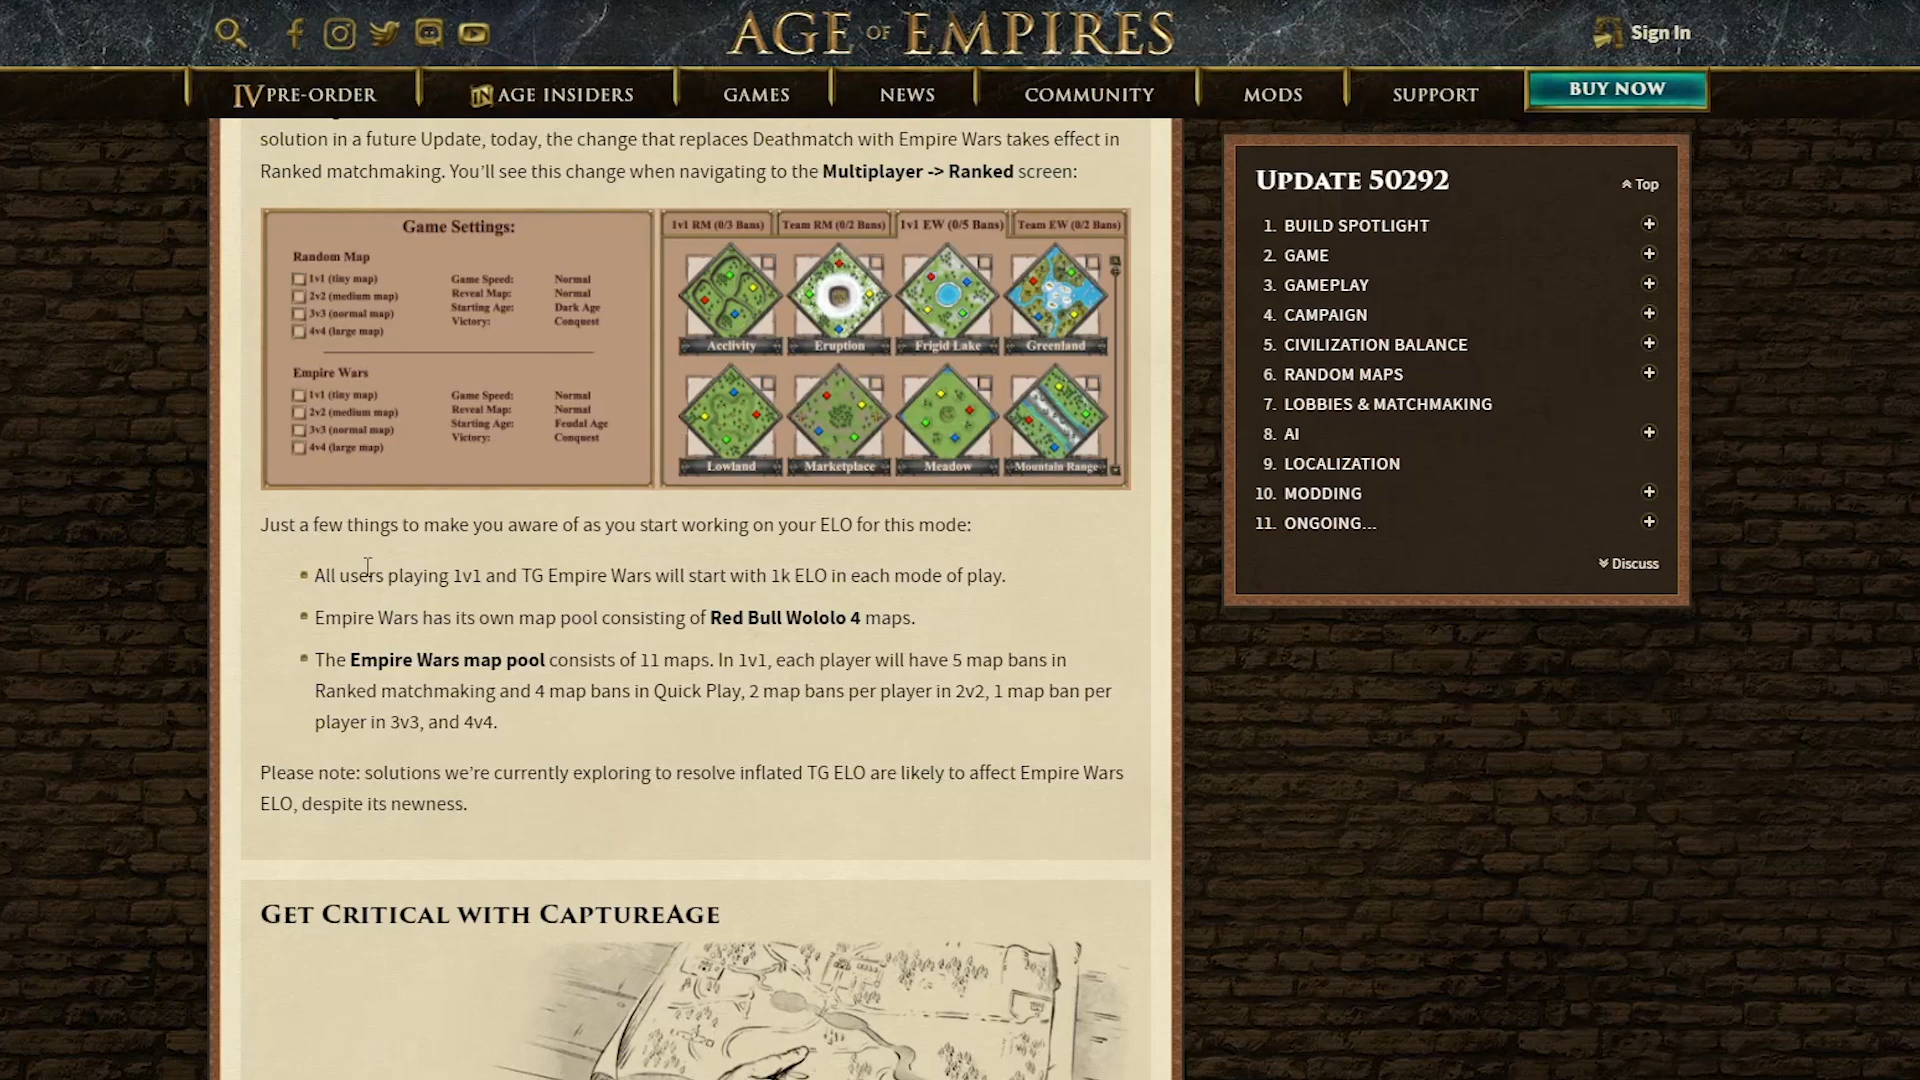 AGE OF EMPIRES
Sign In
IV PRE-ORDER
IN AGE INSIDERS
GAMES
NEWS
COMMUNITY
MODS
SUPPORT
BUY NOW
solution in a future Update, today, the change that replaces Deathmatch with Empire Wars takes effect in
Ranked matchmaking. You’ll see this change when navigating to the Multiplayer -> Ranked screen:
Game Settings:
Random Map
1v1 (tiny map)
2v2 (medium map)
3v3 (normal map)
4v4 (large map)
Game Speed: Normal
Reveal Map: Normal
Starting Age: Dark Age
Victory: Conquest
Empire Wars
1v1 (tiny map)
2v2 (medium map)
3v3 (normal map)
4v4 (large map)
Game Speed: Normal
Reveal Map: Normal
Starting Age: Feudal Age
Victory: Conquest
1v1 RM (0/3 Bans)
Team RM (0/2 Bans)
1v1 EW (0/5 Bans)
Team EW (0/2 Bans)
Acclivity
Eruption
Frigid Lake
Greenland
Lowland
Marketplace
Meadow
Mountain Range
Just a few things to make you aware of as you start working on your ELO for this mode:
All users playing 1v1 and TG Empire Wars will start with 1k ELO in each mode of play.
Empire Wars has its own map pool consisting of Red Bull Wololo 4 maps.
The Empire Wars map pool consists of 11 maps. In 1v1, each player will have 5 map bans in
Ranked matchmaking and 4 map bans in Quick Play, 2 map bans per player in 2v2, 1 map ban per
player in 3v3, and 4v4.
Please note: solutions we’re currently exploring to resolve inflated TG ELO are likely to affect Empire Wars
ELO, despite its newness.
GET CRITICAL WITH CAPTUREAGE
UPDATE 50292
Top
1. BUILD SPOTLIGHT
2. GAME
3. GAMEPLAY
4. CAMPAIGN
5. CIVILIZATION BALANCE
6. RANDOM MAPS
7. LOBBIES & MATCHMAKING
8. AI
9. LOCALIZATION
10. MODDING
11. ONGOING...
Discuss